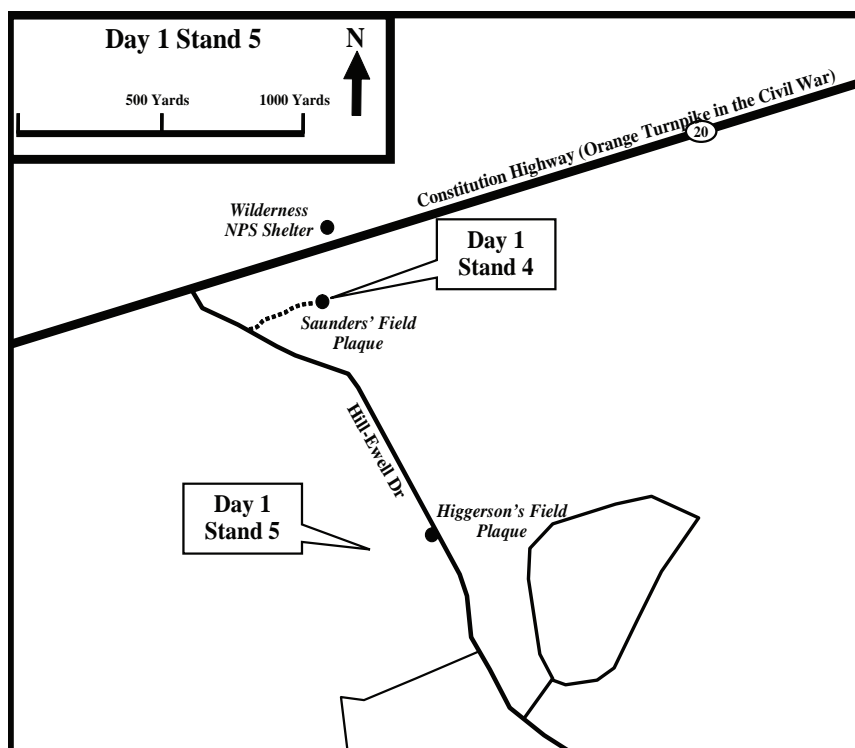 Day 1 Stand 5
N
500 Yards
1000 Yards
Constitution Highway (Orange Turnpike in the Civil War)
20
Wilderness
NPS Shelter
Day 1
Stand 4
Saunders’ Field
Plaque
Hill-Ewell Dr
Day 1
Stand 5
Higgerson’s Field
Plaque